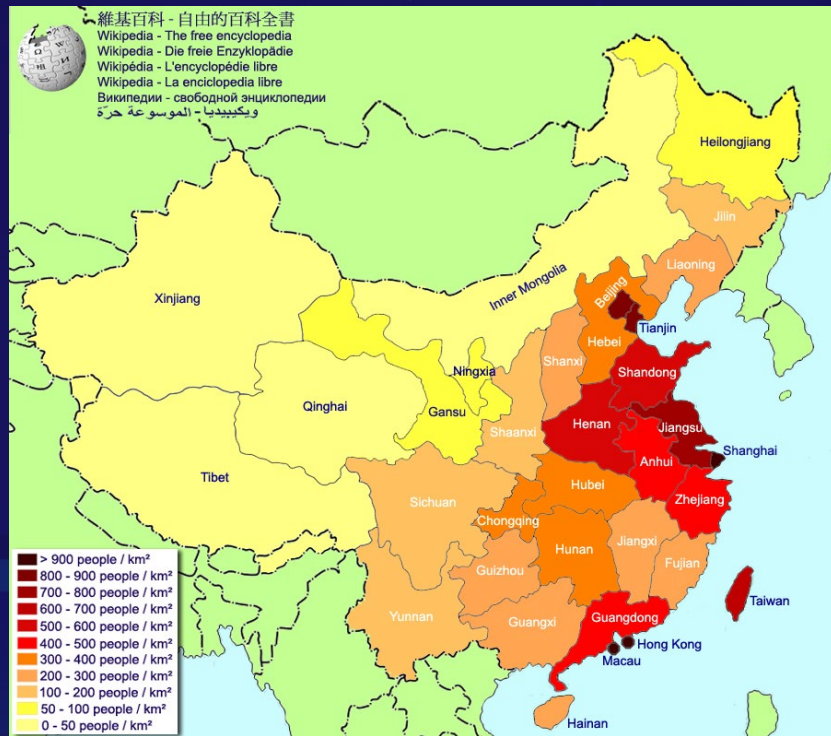 維基百科 - 自由的百科全書
Wikipedia - The free encyclopedia
Wikipedia - Die freie Enzyklopädie
Wikipédia - L'encyclopédie libre
Wikipedia - La enciclopedia libre
Википедии - свободной энциклопедии
ويكيبيديا - الموسوعة حرّة
Heilongjiang
Jilin
Liaoning
Inner Mongolia
Xinjiang
Beijing
Tianjin
Hebei
Shanxi
Shandong
Ningxia
Qinghai
Gansu
Shaanxi
Henan
Jiangsu
Shanghai
Anhui
Tibet
Sichuan
Hubei
Zhejiang
Chongqing
Hunan
Jiangxi
Fujian
Guizhou
Yunnan
Guangxi
Guangdong
Taiwan
Hong Kong
Macau
Hainan
> 900 people / km²
800 - 900 people / km²
700 - 800 people / km²
600 - 700 people / km²
500 - 600 people / km²
400 - 500 people / km²
300 - 400 people / km²
200 - 300 people / km²
100 - 200 people / km²
50 - 100 people / km²
0 - 50 people / km²